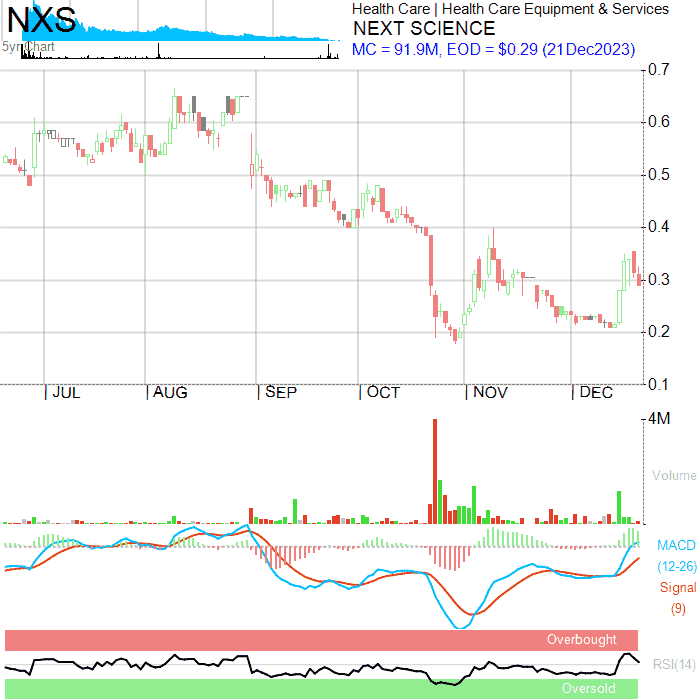 NXS
5yr Chart
Health Care | Health Care Equipment & Services
NEXT SCIENCE
MC = 91.9M, EOD = $0.29 (21Dec2023)
0.7
0.6
0.5
0.4
0.3
0.2
0.1
| JUL | AUG | SEP | OCT | NOV | DEC
4M
Volume
MACD
(12-26)
Signal
(9)
Overbought
RSI(14)
Oversold